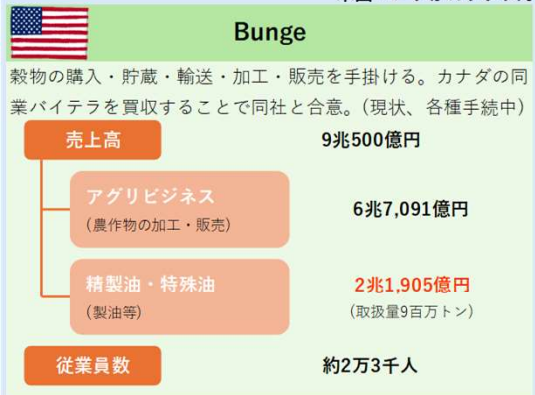 Bunge
穀物の購入・貯蔵・輸送・加工・販売を手掛ける。カナダの同
業バイテラを買収することで同社と合意。（現状、各種手続中）
売上高 9兆500億円
アグリビジネス
（農作物の加工・販売） 6兆7,091億円
精製油・特殊油 2兆1,905億円
（製油等） （取扱量9百万トン）
従業員数 約2万3千人